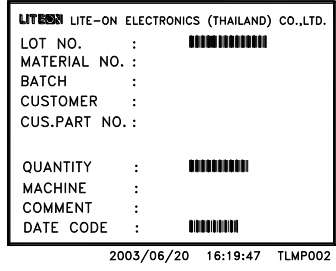 LITEON LITE-ON ELECTRONICS (THAILAND) CO.,LTD.
LOT NO. :
MATERIAL NO. :
BATCH :
CUSTOMER :
CUS.PART NO. :
QUANTITY :
MACHINE :
COMMENT :
DATE CODE :
2003/06/20 16:19:47 TLMP002